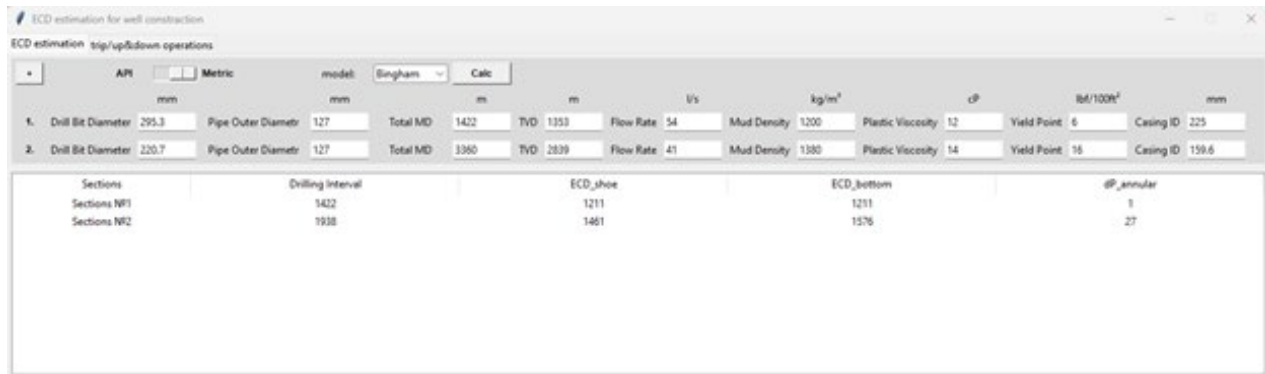 ECD estimation for well constraction
ECD estimation trip/up&down operations
+ API Metric model: Bingham Calc
mm mm m m l/s kg/m³ cP lbf/100ft² mm
1. Drill Bit Diameter 295.3 Pipe Outer Diametr 127 Total MD 1422 TVD 1353 Flow Rate 54 Mud Density 1200 Plastic Viscosity 12 Yield Point 6 Casing ID 225
2. Drill Bit Diameter 220.7 Pipe Outer Diametr 127 Total MD 3360 TVD 2839 Flow Rate 41 Mud Density 1380 Plastic Viscosity 14 Yield Point 16 Casing ID 159.6
Sections Drilling Interval ECD_shoe ECD_bottom dP_annular
Sections №1 1422 1211 1211 1
Sections №2 1938 1461 1576 27